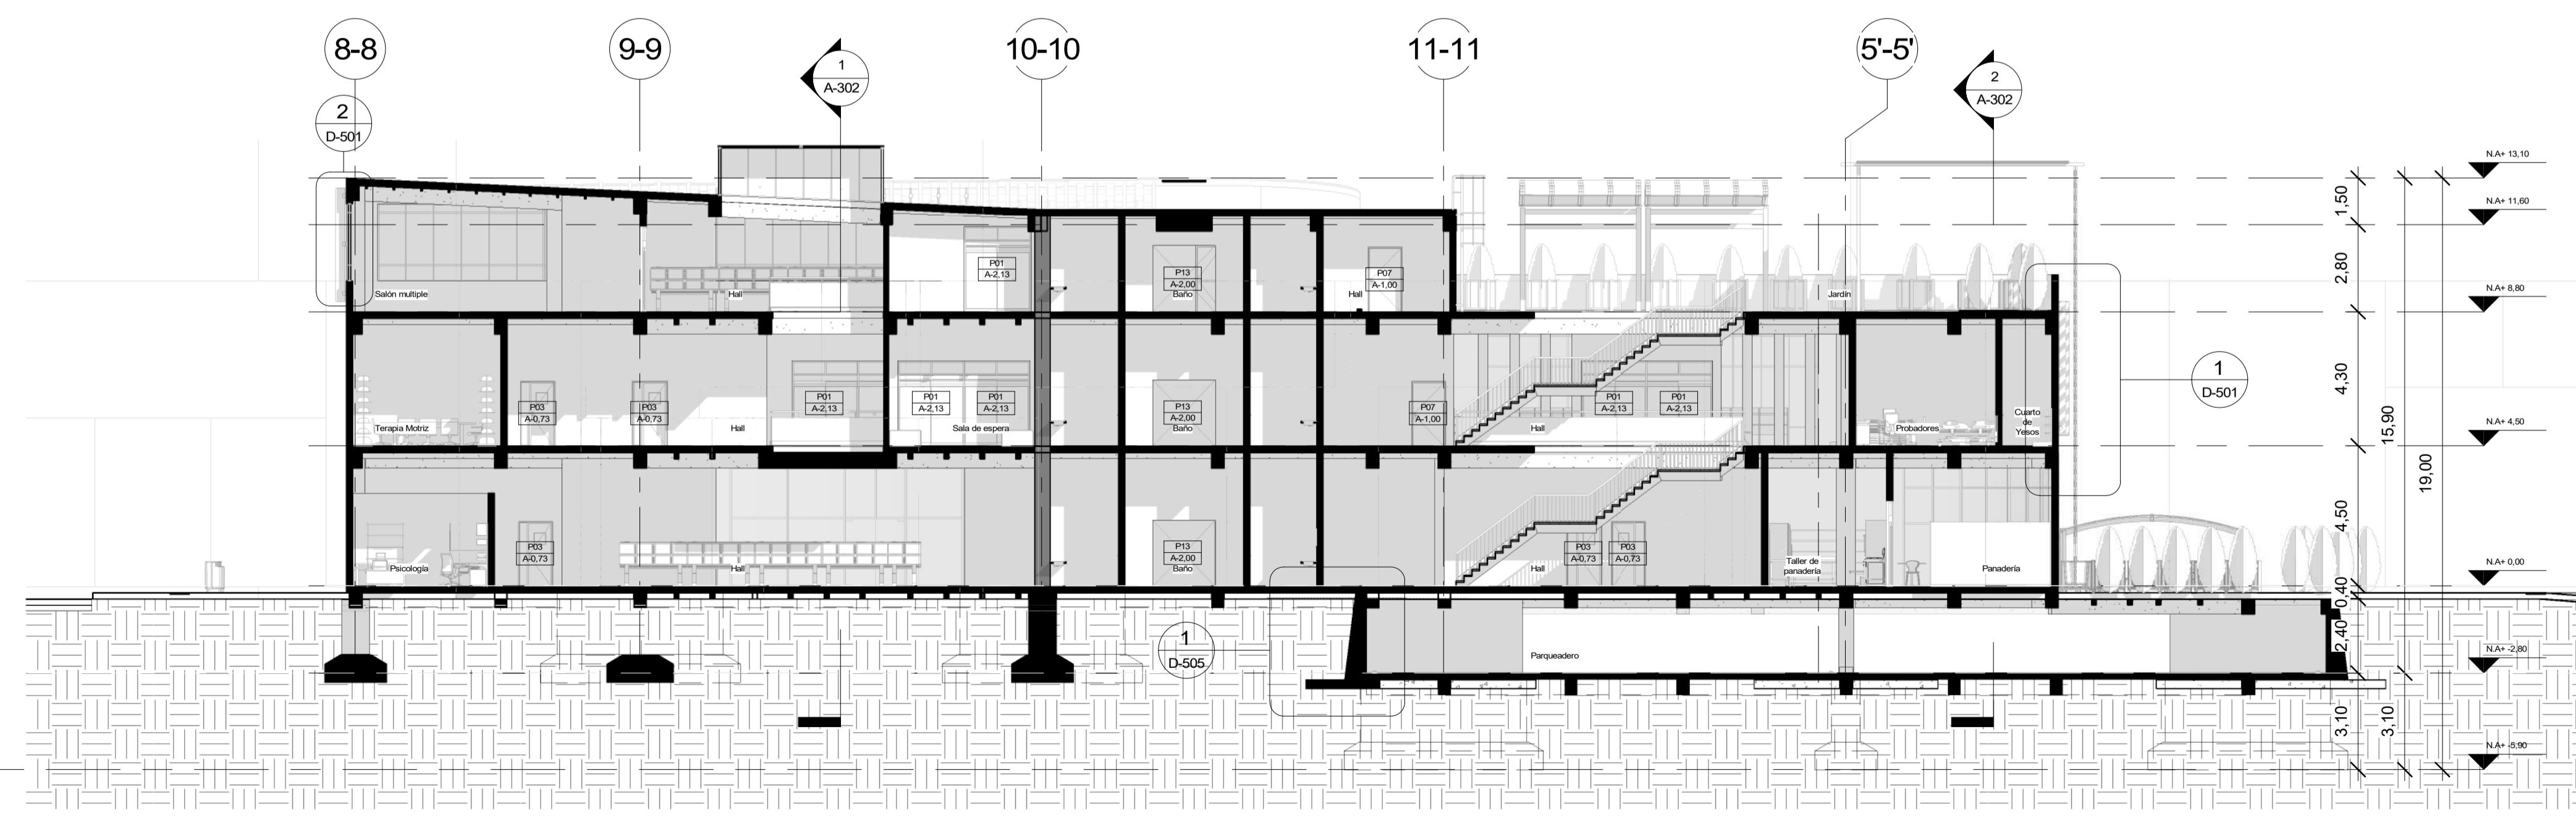 8-8
9-9
10-10
11-11
5'-5'
1
A-302
2
A-302
2
D-501
N.A+ 13,10
1,50
N.A+ 11,60
P01
A-2,13
P13
A-2,00
Baño
P07
A-1,00
2,80
Salón multiple
Hall
Hall
Jardín
N.A+ 8,80
4,30
1
D-501
P03
A-0,73
P03
A-0,73
P01
A-2,13
P01
A-2,13
P01
A-2,13
P13
A-2,00
Baño
P07
A-1,00
P01
A-2,13
P01
A-2,13
Terapia Motriz
Hall
Sala de espera
Hall
Probadores
Cuarto
de
Yesos
N.A+ 4,50
15,90
19,00
4,50
P03
A-0,73
P13
A-2,00
Baño
P03
A-0,73
P03
A-0,73
Psicología
Hall
Hall
Taller de
panadería
Panadería
N.A+ 0,00
0,40
1
D-505
Parqueadero
2,40
N.A+ -2,80
3,10
3,10
N.A+ -5,90